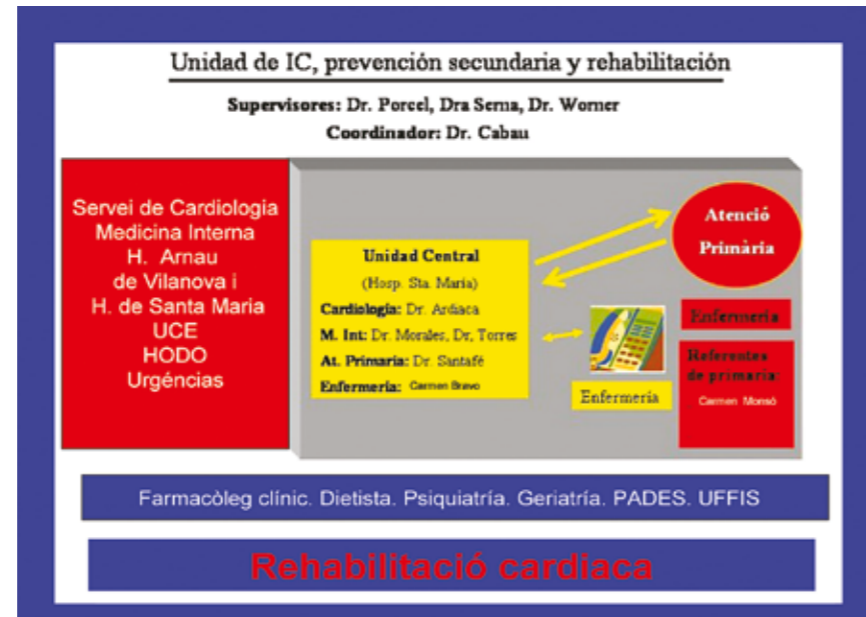 Unidad de IC, prevención secundaria y rehabilitación
Supervisores: Dr. Porcel, Dra Serna, Dr. Worner
Coordinador: Dr. Cabau
Servei de Cardiologia
Medicina Interna
H. Arnau
de Vilanova i
H. de Santa Maria
UCE
HODO
Urgéncias
Unidad Central
(Hosp. Sta. Maria)
Cardiología: Dr. Ardiaca
M. Int: Dr. Morales, Dr, Torres
At. Primaria: Dr. Santafé
Enfermería: Carmen Bravo
Enfermeria
Atenció
Primària
Enfermeria
Referentes
de primaria:
Carmen Monsó
Farmacòleg clínic. Dietista. Psiquiatría. Geriatría. PADES. UFFIS
Rehabilitació cardiaca